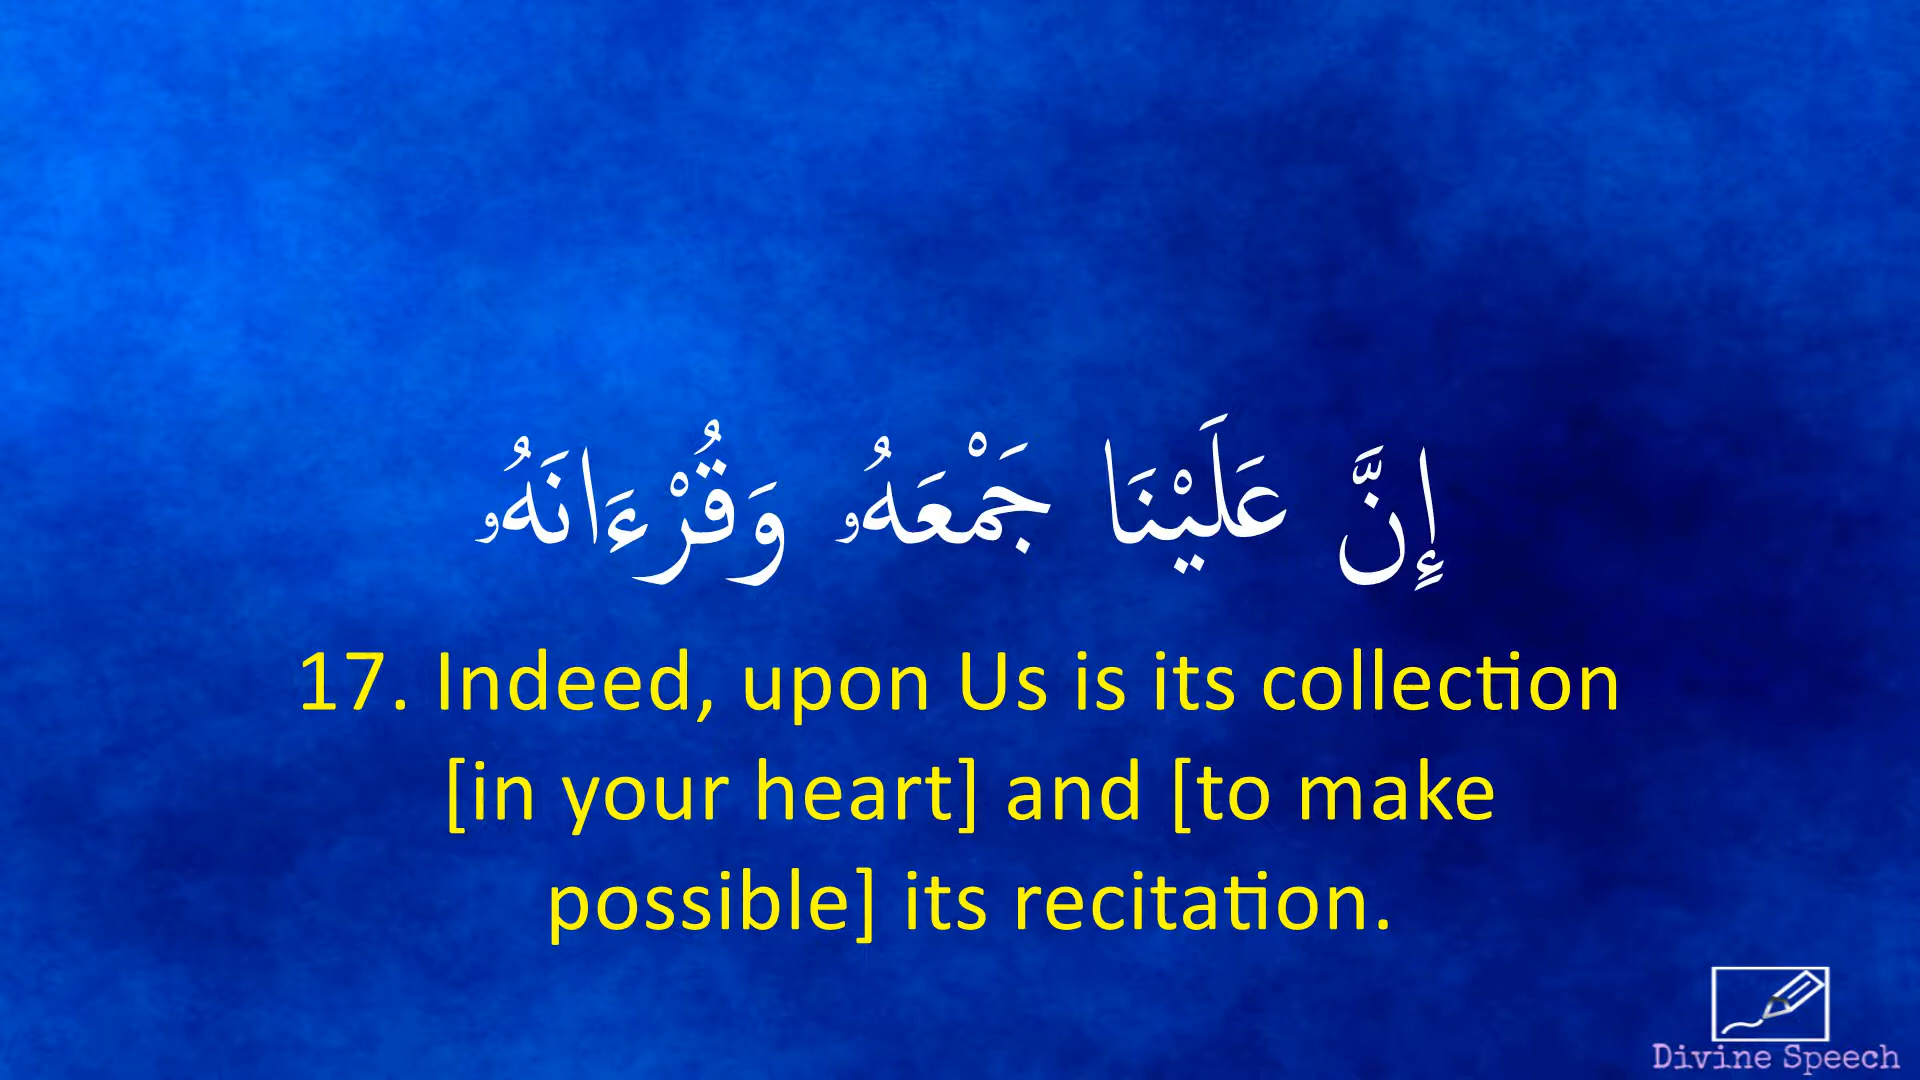 إِنَّ عَلَيْنَا جَمْعَهُۥ وَقُرْءَانَهُۥ
17. Indeed, upon Us is its collection
[in your heart] and [to make
possible] its recitation.
Divine Speech